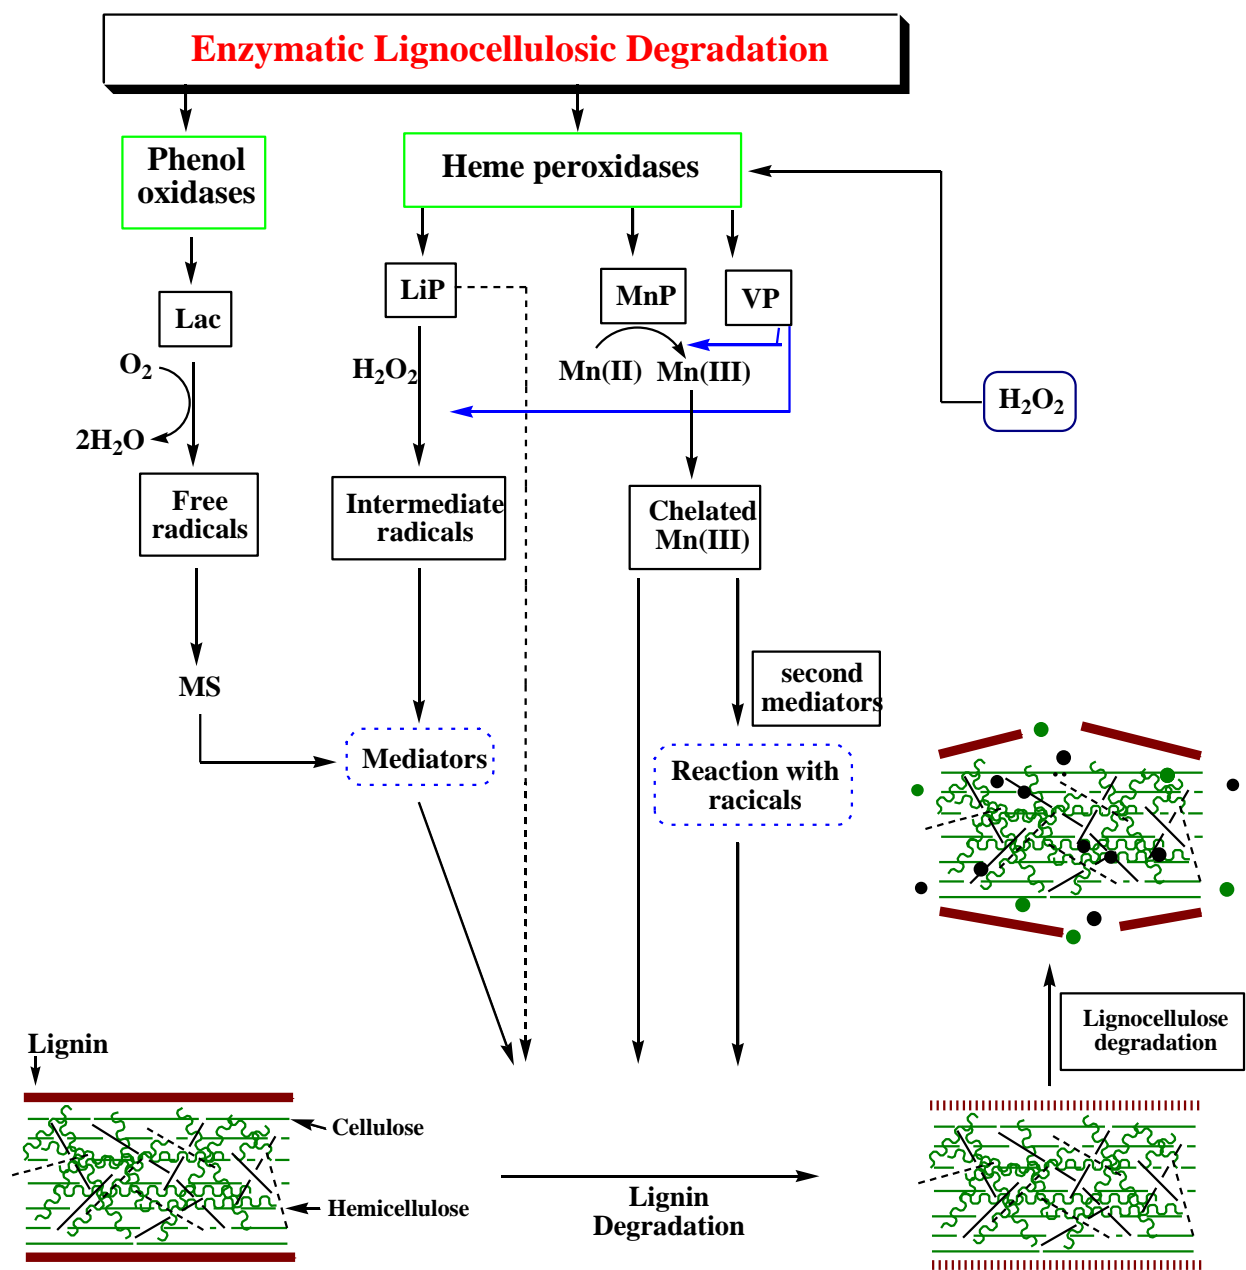 Enzymatic Lignocellulosic Degradation
Phenol
oxidases
Heme peroxidases
LiP
MnP
VP
Lac
O₂
H₂O₂
Mn(II) Mn(III)
H₂O₂
2H₂O
Free
radicals
Intermediate
radicals
Chelated
Mn(III)
MS
second
mediators
Mediators
Reaction with
racicals
Lignocellulose
degradation
Lignin
Cellulose
Hemicellulose
Lignin
Degradation